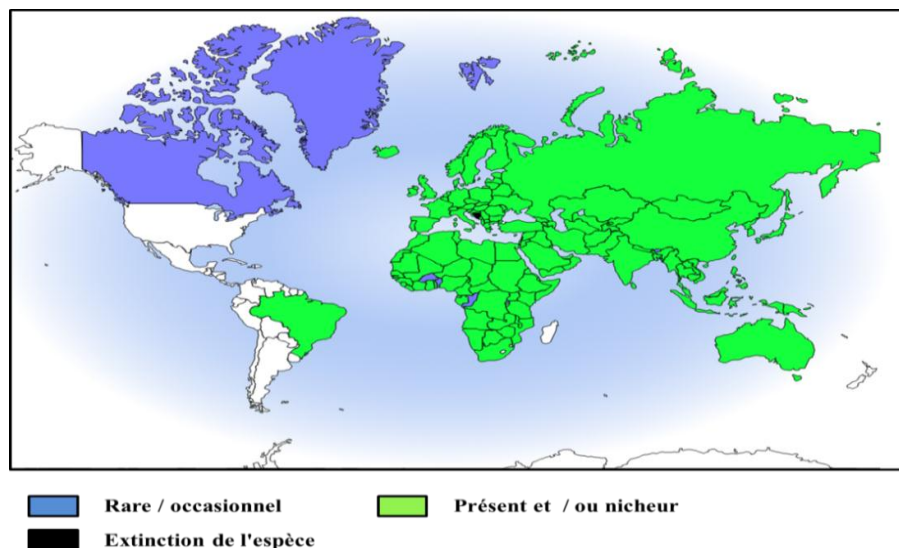 Rare / occasionnel
Présent et / ou nicheur
Extinction de l'espèce